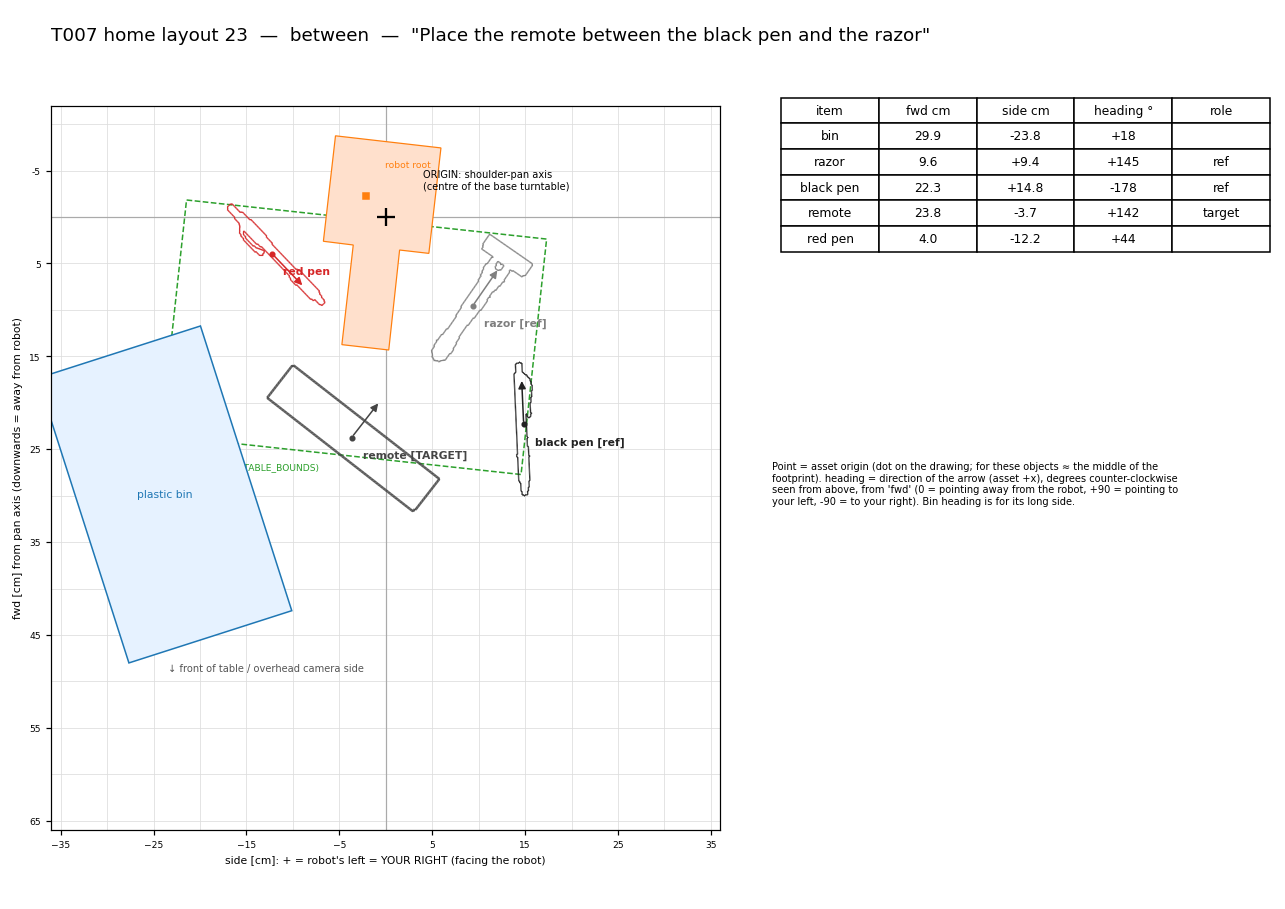 T007 home layout 23 — between — "Place the remote between the black pen and the razor"
item fwd cm side cm heading ° role
bin 29.9 -23.8 +18
razor 9.6 +9.4 +145 ref
black pen 22.3 +14.8 -178 ref
remote 23.8 -3.7 +142 target
red pen 4.0 -12.2 +44
robot root
ORIGIN: shoulder-pan axis
(centre of the base turntable)
red pen
razor [ref]
black pen [ref]
remote [TARGET]
TABLE_BOUNDS)
plastic bin
↓ front of table / overhead camera side
Point = asset origin (dot on the drawing; for these objects ≈ the middle of the
footprint). heading = direction of the arrow (asset +x), degrees counter-clockwise
seen from above, from 'fwd' (0 = pointing away from the robot, +90 = pointing to
your left, -90 = to your right). Bin heading is for its long side.
fwd [cm] from pan axis (downwards = away from robot)
-5
5
15
25
35
45
55
65
−35 −25 −15 −5 5 15 25 35
side [cm]: + = robot's left = YOUR RIGHT (facing the robot)